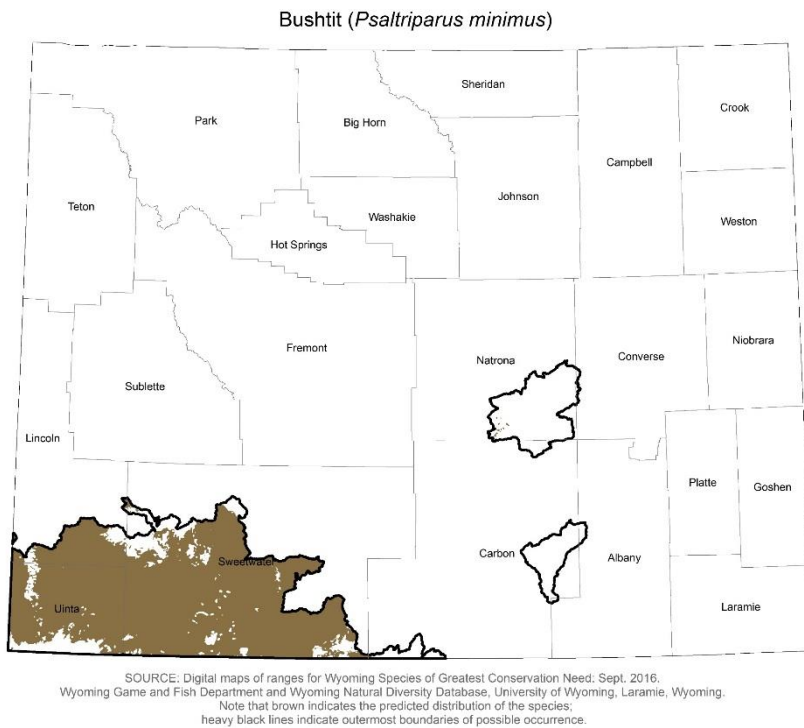 Bushtit (Psaltriparus minimus)
Sheridan
Crook
Park
Big Horn
Campbell
Johnson
Teton
Washakie
Weston
Hot Springs
Fremont
Natrona
Converse
Niobrara
Sublette
Lincoln
Platte
Goshen
Carbon
Albany
Sweetwater
Uinta
Laramie
SOURCE: Digital maps of ranges for Wyoming Species of Greatest Conservation Need: Sept. 2016.
Wyoming Game and Fish Department and Wyoming Natural Diversity Database, University of Wyoming, Laramie, Wyoming.
Note that brown indicates the predicted distribution of the species;
heavy black lines indicate outermost boundaries of possible occurrence.